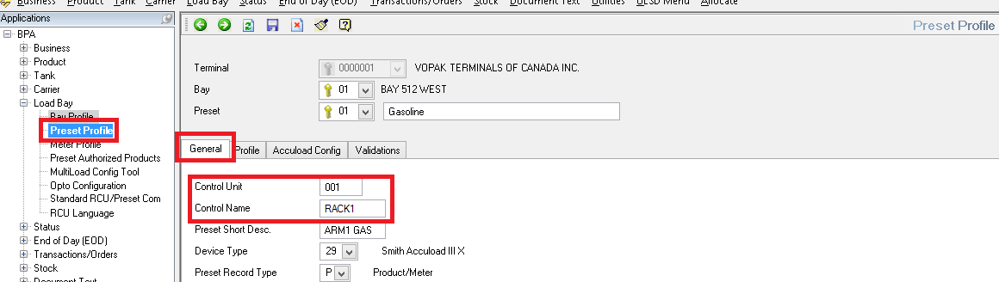 Business Product Tank Carrier Load Bay Status End of Day (EOD) Transactions/Orders Stock Document Text Utilities ULSD Manu Allocate
Applications
Preset Profile
BPA
Business
Product
Tank
Carrier
Load Bay
Bay Profile
Preset Profile
Meter Profile
Preset Authorized Products
MultiLoad Config Tool
Opto Configuration
Standard RCU/Preset Com
RCU Language
Status
End of Day (EOD)
Transactions/Orders
Stock
Document Text
Terminal 0000001 VOPAK TERMINALS OF CANADA INC.
Bay 01 BAY 512 WEST
Preset 01 Gasoline
General Profile Accuload Config Validations
Control Unit 001
Control Name RACK1
Preset Short Desc. ARM1 GAS
Device Type 29 Smith Accuload III X
Preset Record Type P Product/Meter